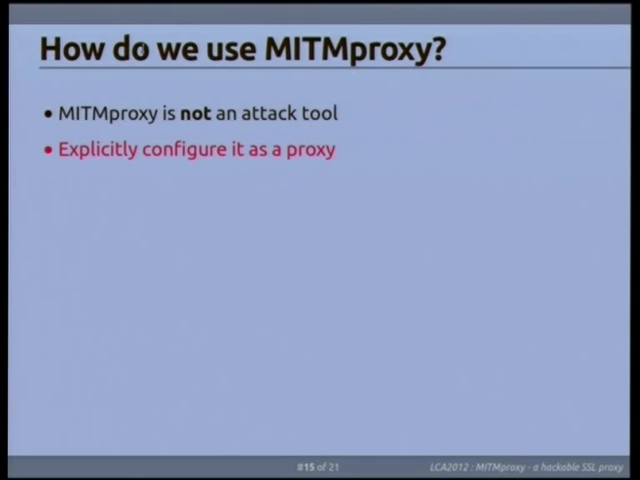 How do we use MITMproxy?
• MITMproxy is not an attack tool
• Explicitly configure it as a proxy
#15 of 21
LCA2012 : MITMproxy - a hackable SSL proxy